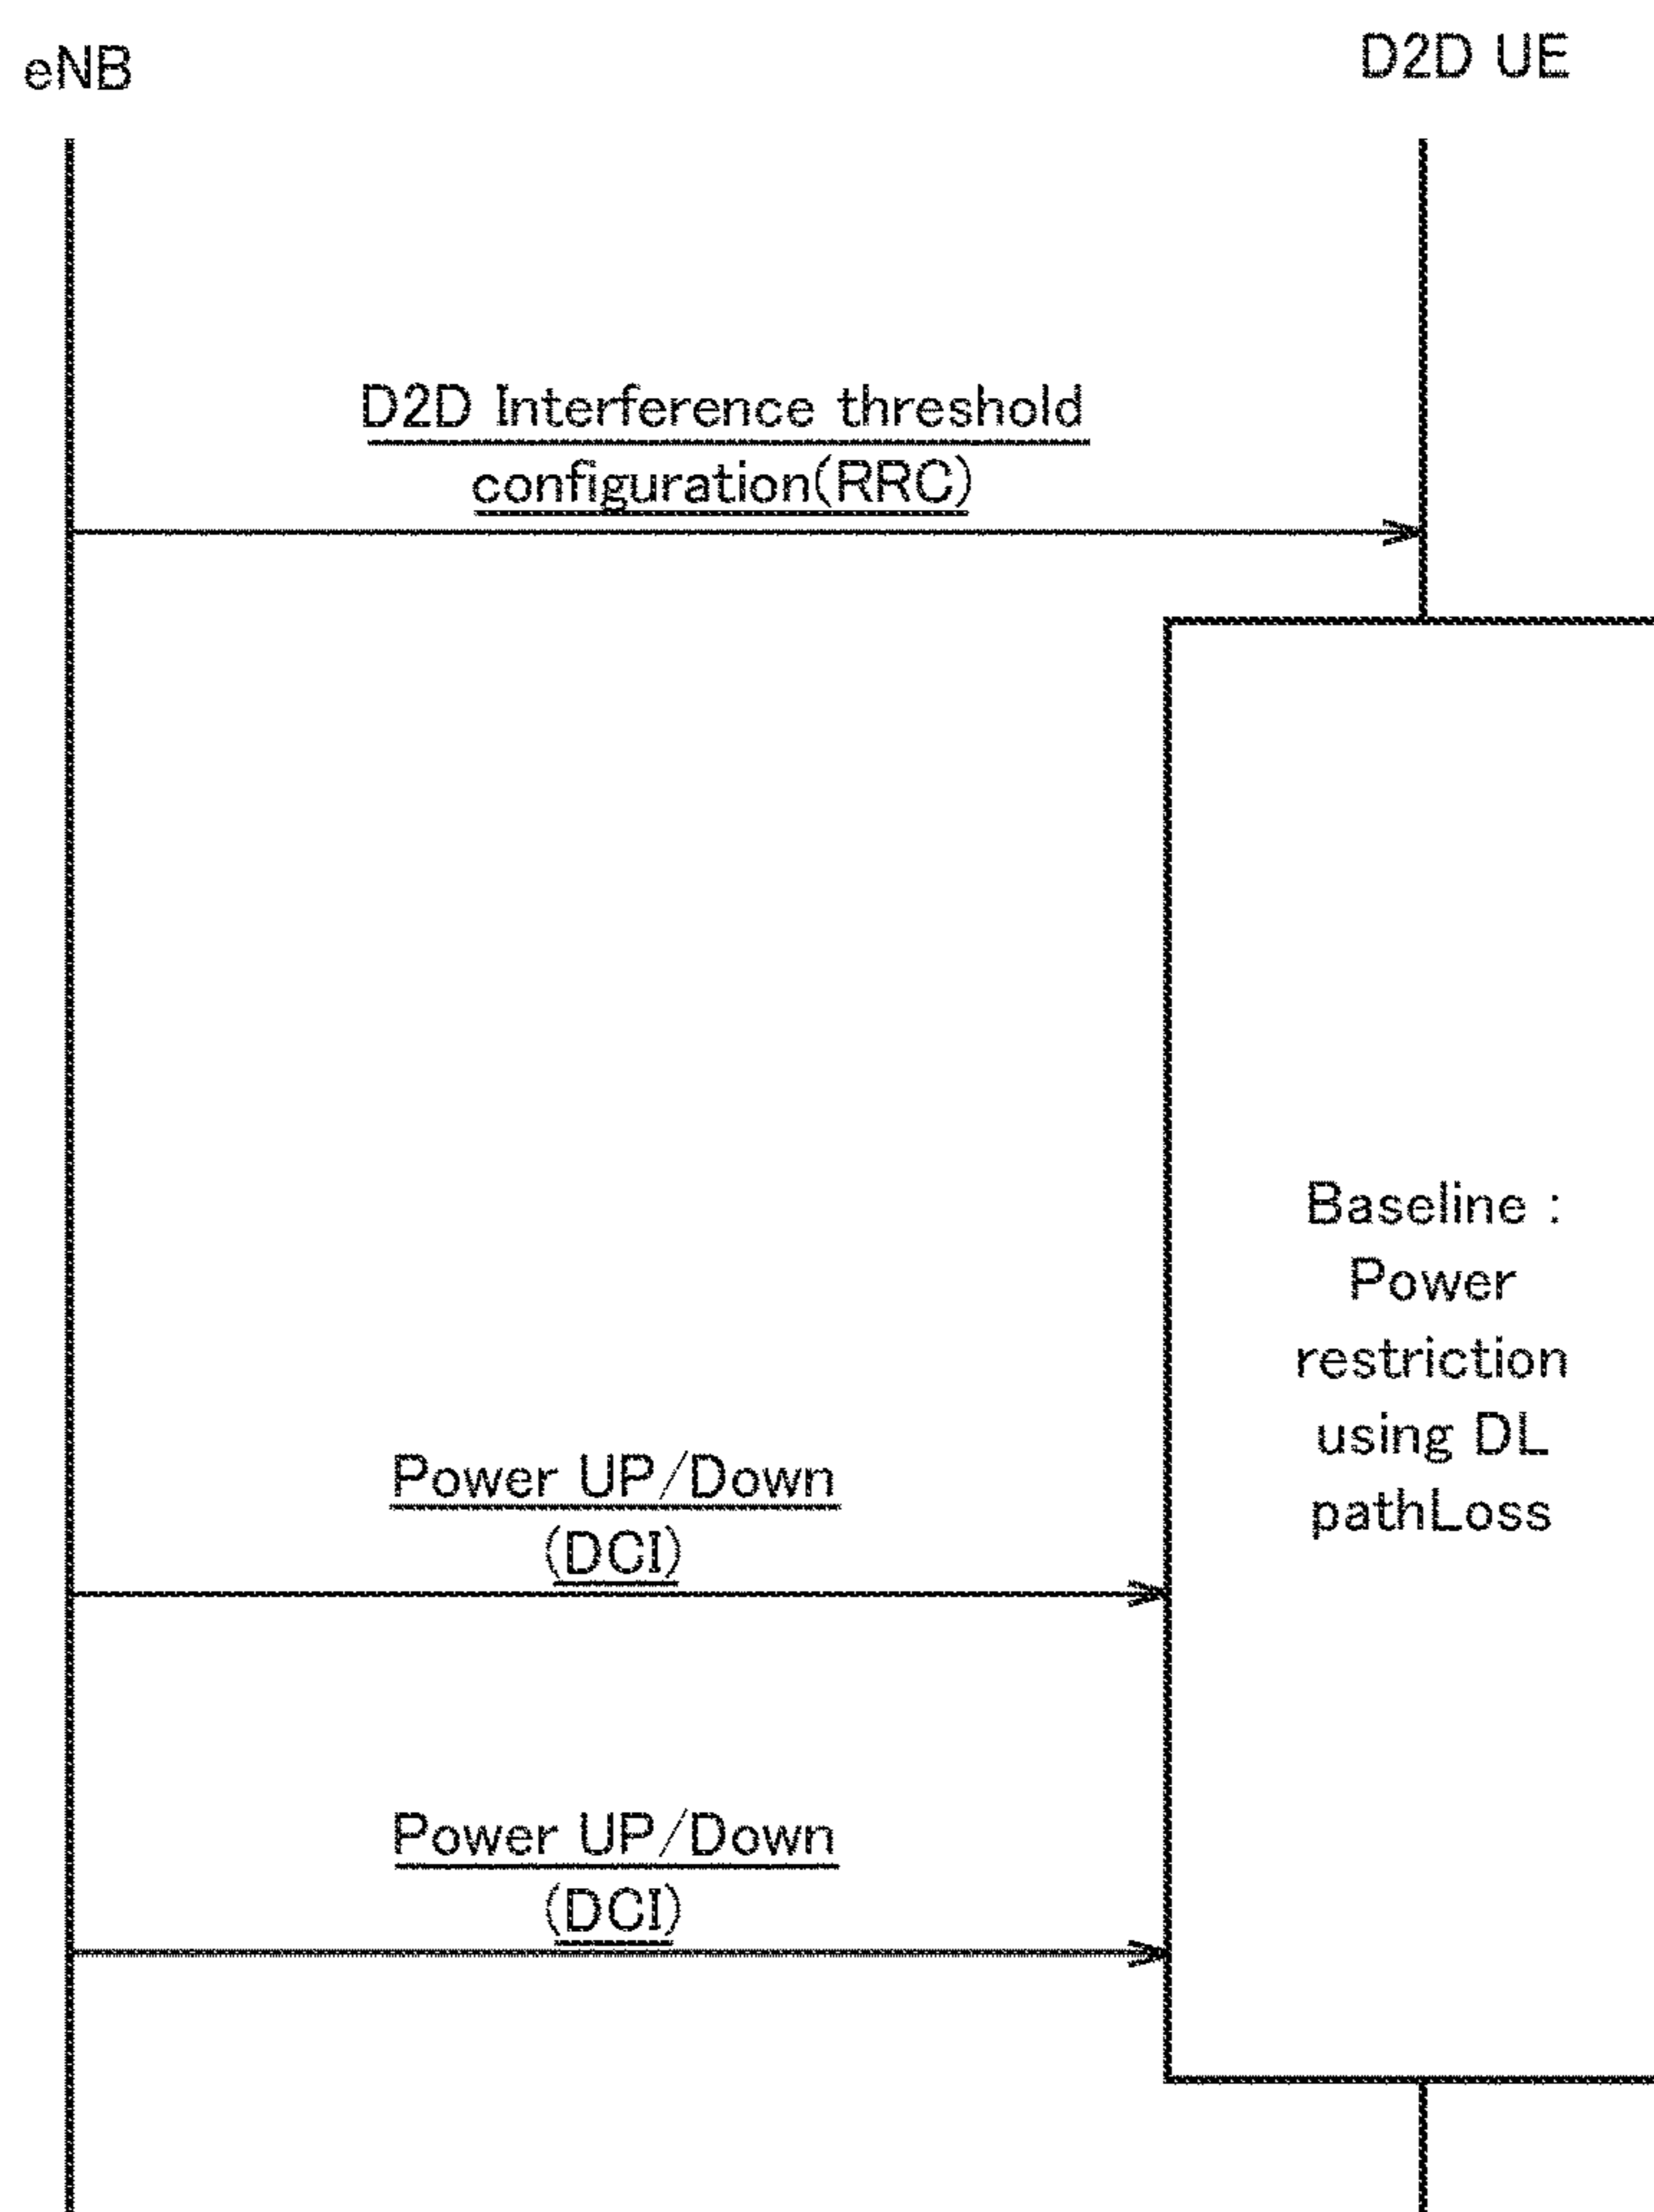 eNB
D2D UE
D2D Interference threshold
configuration(RRC)
Baseline :
Power
restriction
using DL
pathLoss
Power UP/Down
(DCI)
Power UP/Down
(DCI)